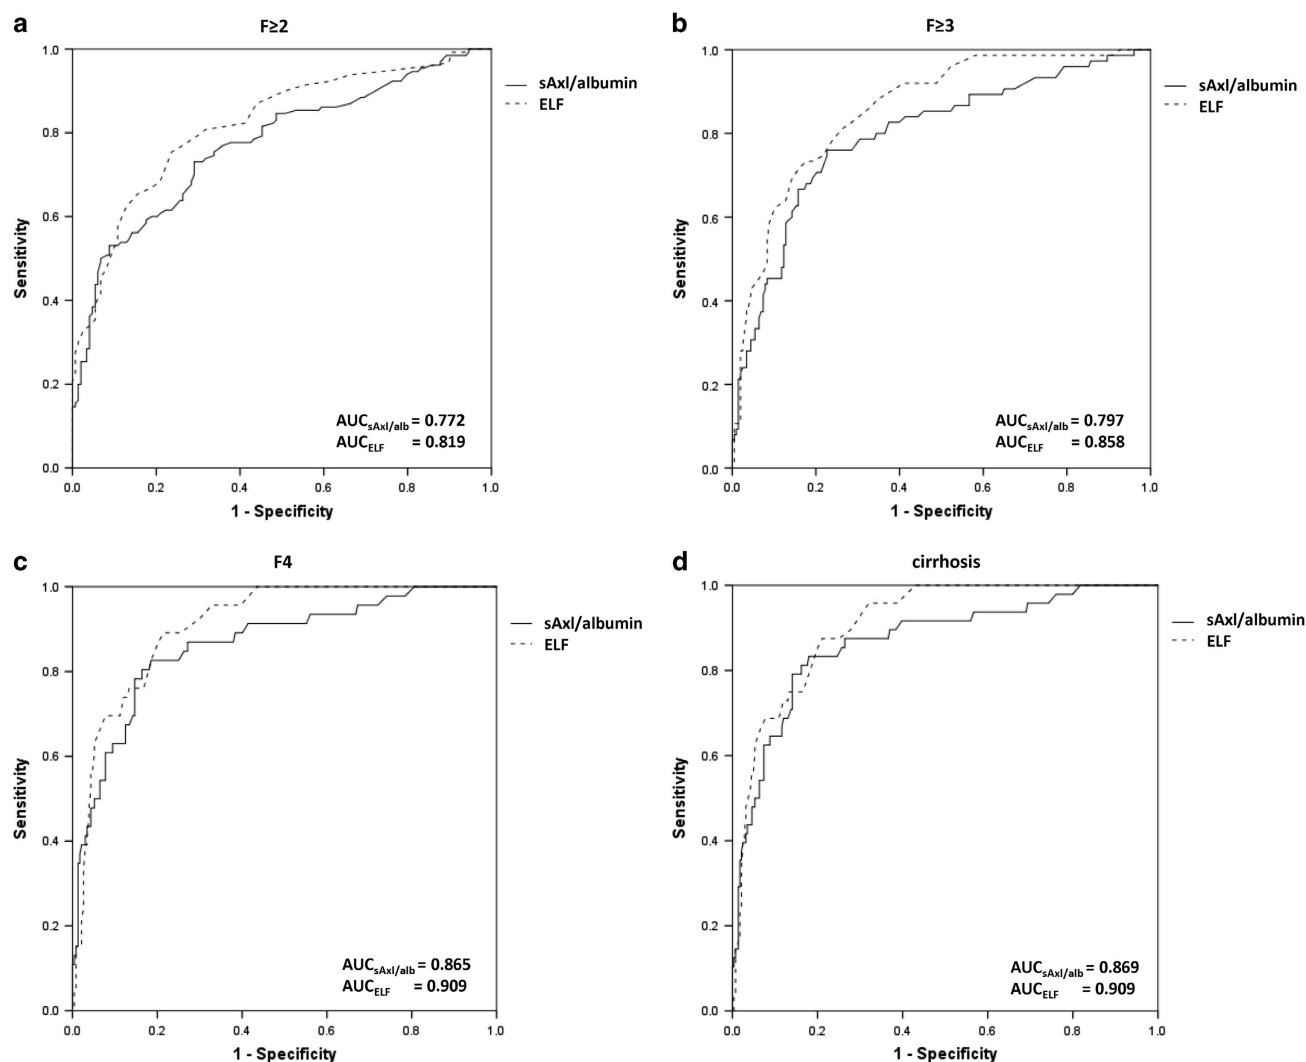 a
F≥2
1.0
0.8
0.6
0.4
0.2
0.0
Sensitivity
0.0 0.2 0.4 0.6 0.8 1.0
1 - Specificity
sAxl/albumin
ELF
AUCsAxl/alb = 0.772
AUCELF = 0.819
b
F≥3
1.0
0.8
0.6
0.4
0.2
0.0
Sensitivity
0.0 0.2 0.4 0.6 0.8 1.0
1 - Specificity
sAxl/albumin
ELF
AUCsAxl/alb = 0.797
AUCELF = 0.858
c
F4
1.0
0.8
0.6
0.4
0.2
0.0
Sensitivity
0.0 0.2 0.4 0.6 0.8 1.0
1 - Specificity
sAxl/albumin
ELF
AUCsAxl/alb = 0.865
AUCELF = 0.909
d
cirrhosis
1.0
0.8
0.6
0.4
0.2
0.0
Sensitivity
0.0 0.2 0.4 0.6 0.8 1.0
1 - Specificity
sAxl/albumin
ELF
AUCsAxl/alb = 0.869
AUCELF = 0.909